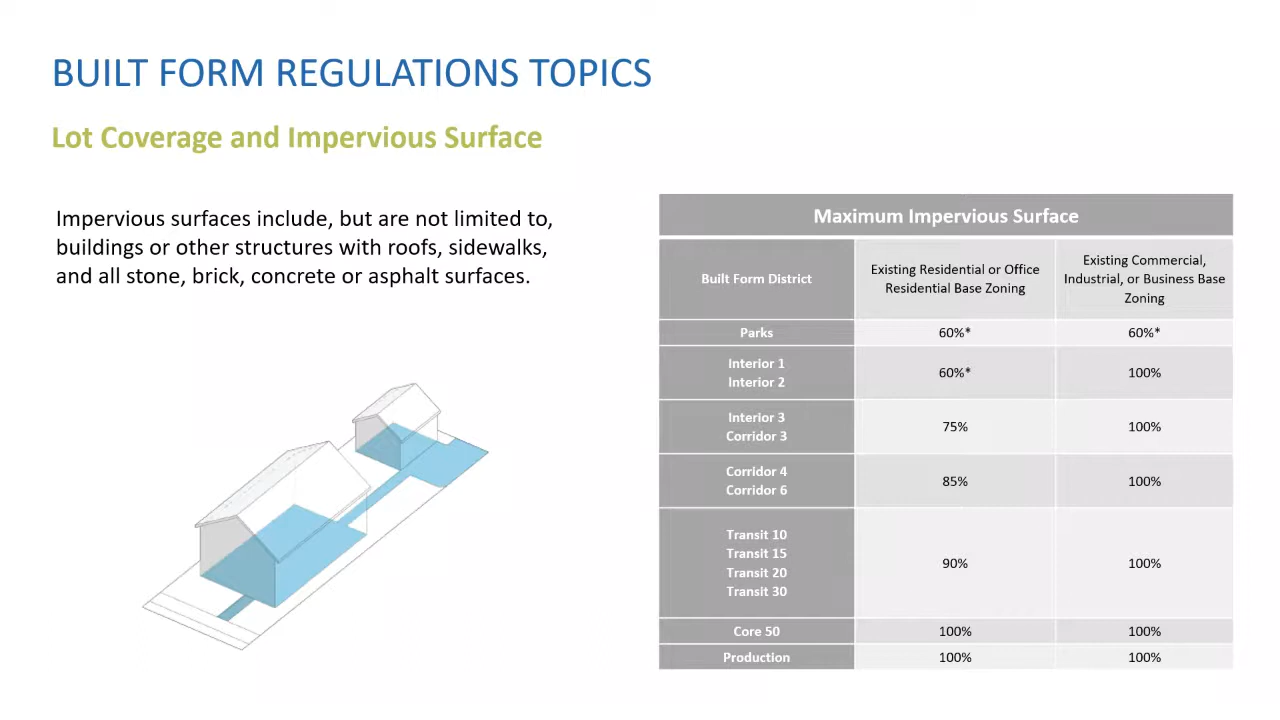 BUILT FORM REGULATIONS TOPICS
Lot Coverage and Impervious Surface
Impervious surfaces include, but are not limited to,
buildings or other structures with roofs, sidewalks,
and all stone, brick, concrete or asphalt surfaces.
Maximum Impervious Surface
Built Form District
Existing Residential or Office
Residential Base Zoning
Existing Commercial,
Industrial, or Business Base
Zoning
Parks 60%* 60%*
Interior 1
Interior 2
60%* 100%
Interior 3
Corridor 3
75% 100%
Corridor 4
Corridor 6
85% 100%
Transit 10
Transit 15
Transit 20
Transit 30
90% 100%
Core 50 100% 100%
Production 100% 100%